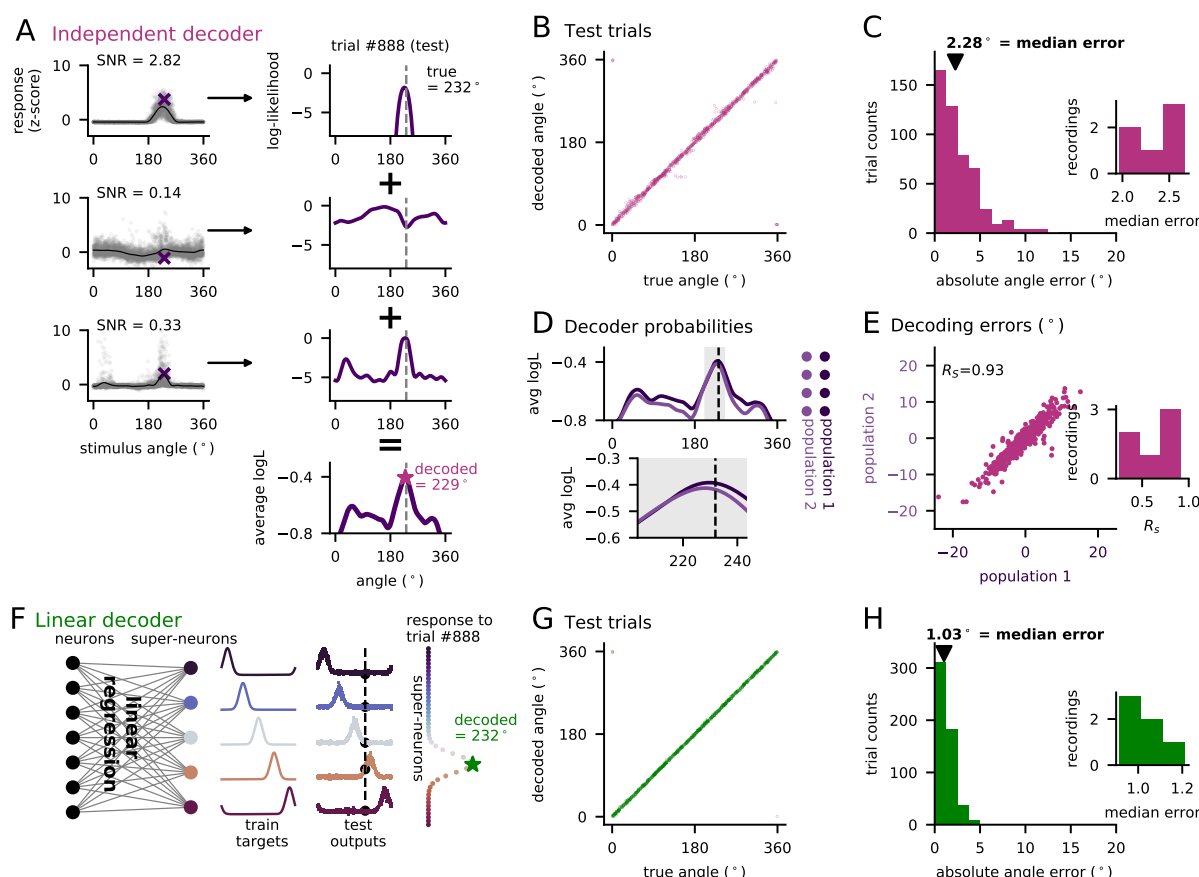 A Independent decoder
SNR = 2.82
response
(z-score)
10
0
0 180 360
SNR = 0.14
10
0
0 180 360
SNR = 0.33
10
0
0 180 360
stimulus angle (°)
trial #888 (test)
true
= 232°
log-likelihood
0
−5
0 180 360
+
0
−5
0 180 360
+
0
−5
0 180 360
=
decoded
= 229°
average logL
−0.4
−0.8
0 180 360
angle (°)
B Test trials
decoded angle (°)
360
180
0
0 180 360
true angle (°)
C
2.28° = median error
trial counts
150
100
50
0
0 5 10 15 20
absolute angle error (°)
recordings
2
0
2.0 2.5
median error
D Decoder probabilities
avg logL
−0.4
−0.8
0 180 360
avg logL
−0.3
−0.4
−0.5
−0.6
220 240
population 1
population 2
E Decoding errors (°)
R_S=0.93
population 2
20
10
0
−10
−20
−20 0 20
population 1
recordings
3
0
0.5 1.0
R_S
F Linear decoder
neurons super-neurons
linear
regression
train
targets
test
outputs
response to
trial #888
super-neurons
decoded
= 232°
G Test trials
decoded angle (°)
360
180
0
0 180 360
true angle (°)
H
1.03° = median error
trial counts
300
200
100
0
0 5 10 15 20
absolute angle error (°)
recordings
2
0
1.0 1.2
median error